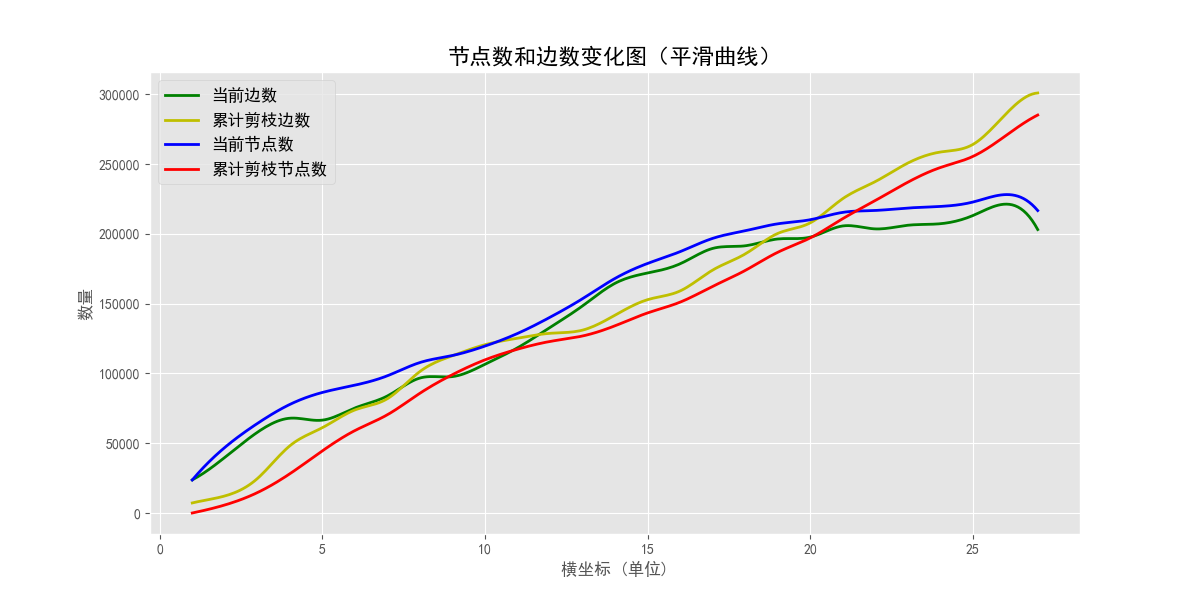 节点数和边数变化图（平滑曲线）
当前边数
累计剪枝边数
当前节点数
累计剪枝节点数
数量
300000
250000
200000
150000
100000
50000
0
0 5 10 15 20 25
横坐标（单位）